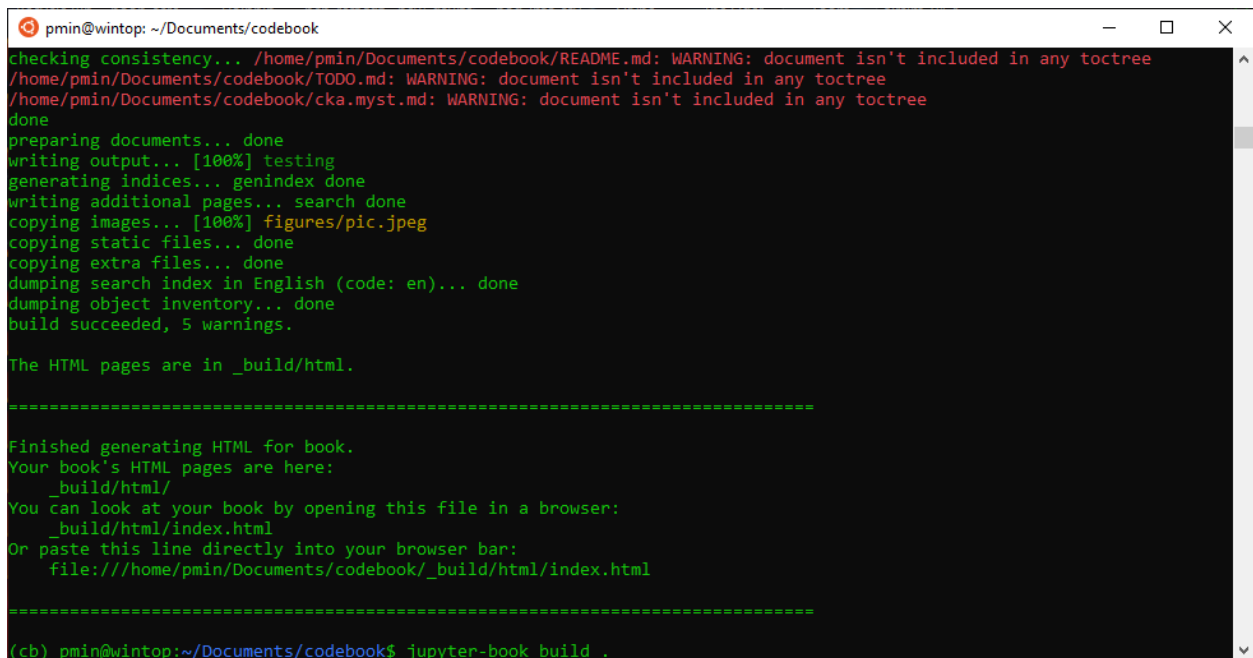 pmin@wintop: ~/Documents/codebook
checking consistency... /home/pmin/Documents/codebook/README.md: WARNING: document isn't included in any toctree
/home/pmin/Documents/codebook/TODO.md: WARNING: document isn't included in any toctree
/home/pmin/Documents/codebook/cka.myst.md: WARNING: document isn't included in any toctree
done
preparing documents... done
writing output... [100%] testing
generating indices... genindex done
writing additional pages... search done
copying images... [100%] figures/pic.jpeg
copying static files... done
copying extra files... done
dumping search index in English (code: en)... done
dumping object inventory... done
build succeeded, 5 warnings.

The HTML pages are in _build/html.

===============================================================================

Finished generating HTML for book.
Your book's HTML pages are here:
    _build/html/
You can look at your book by opening this file in a browser:
    _build/html/index.html
Or paste this line directly into your browser bar:
    file:///home/pmin/Documents/codebook/_build/html/index.html

===============================================================================

(cb) pmin@wintop:~/Documents/codebook$ jupyter-book build .